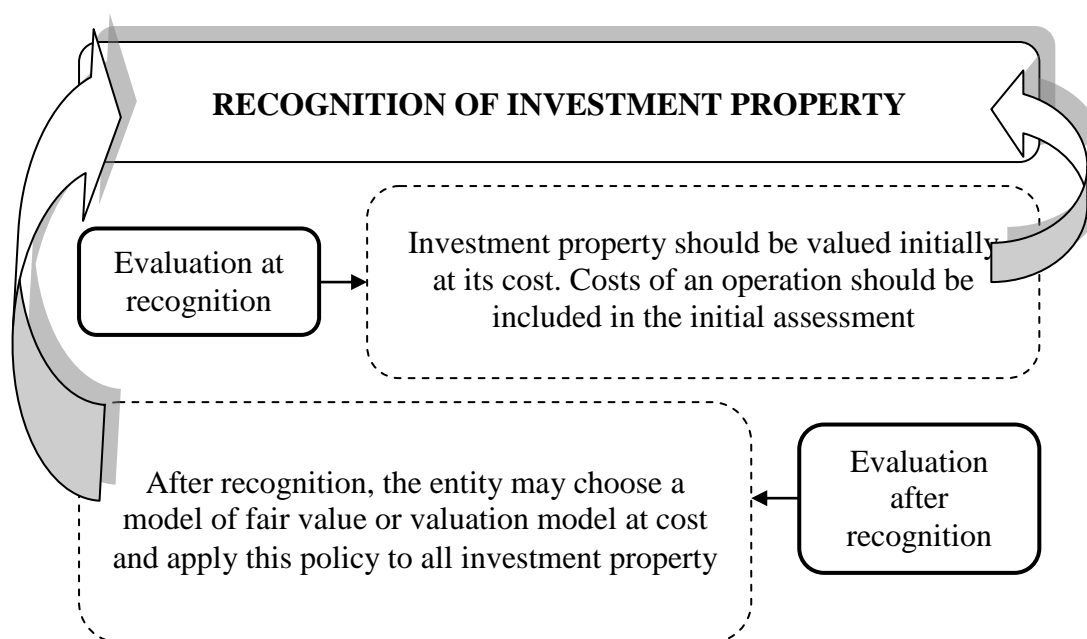 RECOGNITION OF INVESTMENT PROPERTY
Evaluation at
recognition
Investment property should be valued initially
at its cost. Costs of an operation should be
included in the initial assessment
After recognition, the entity may choose a
model of fair value or valuation model at cost
and apply this policy to all investment property
Evaluation
after
recognition